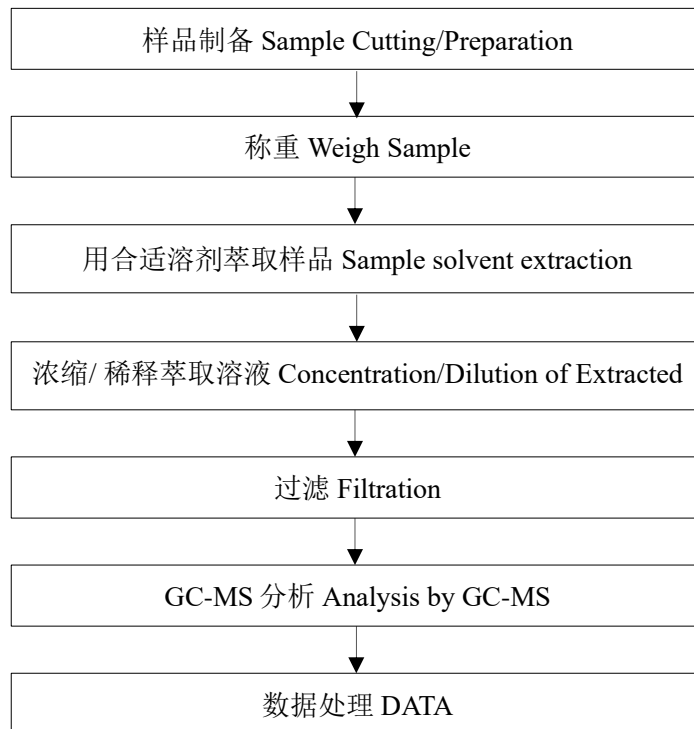 样品制备 Sample Cutting/Preparation
称重 Weigh Sample
用合适溶剂萃取样品 Sample solvent extraction
浓缩/ 稀释萃取溶液 Concentration/Dilution of Extracted
过滤 Filtration
GC-MS 分析 Analysis by GC-MS
数据处理 DATA